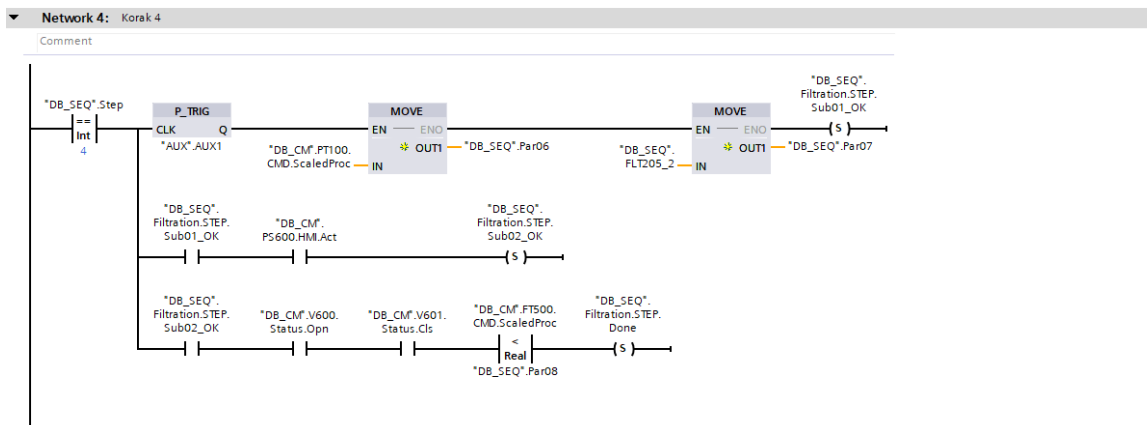 Network 4: Korak 4
Comment
"DB_SEQ".
Filtration.STEP.
Sub01_OK
"DB_SEQ".Step
P_TRIG
MOVE
MOVE
==
Int
4
CLK Q
EN ENO
EN ENO
S
"AUX".AUX1
"DB_CM".PT100.
CMD.ScaledProc
IN
OUT1
"DB_SEQ".Par06
"DB_SEQ".
FLT205_2
IN
OUT1
"DB_SEQ".Par07
"DB_SEQ".
Filtration.STEP.
Sub01_OK
"DB_CM".
PS600.HMI.Act
"DB_SEQ".
Filtration.STEP.
Sub02_OK
S
"DB_SEQ".
Filtration.STEP.
Sub02_OK
"DB_CM".V600.
Status.Opn
"DB_CM".V601.
Status.Cls
"DB_CM".FT500.
CMD.ScaledProc
<
Real
"DB_SEQ".Par08
"DB_SEQ".
Filtration.STEP.
Done
S